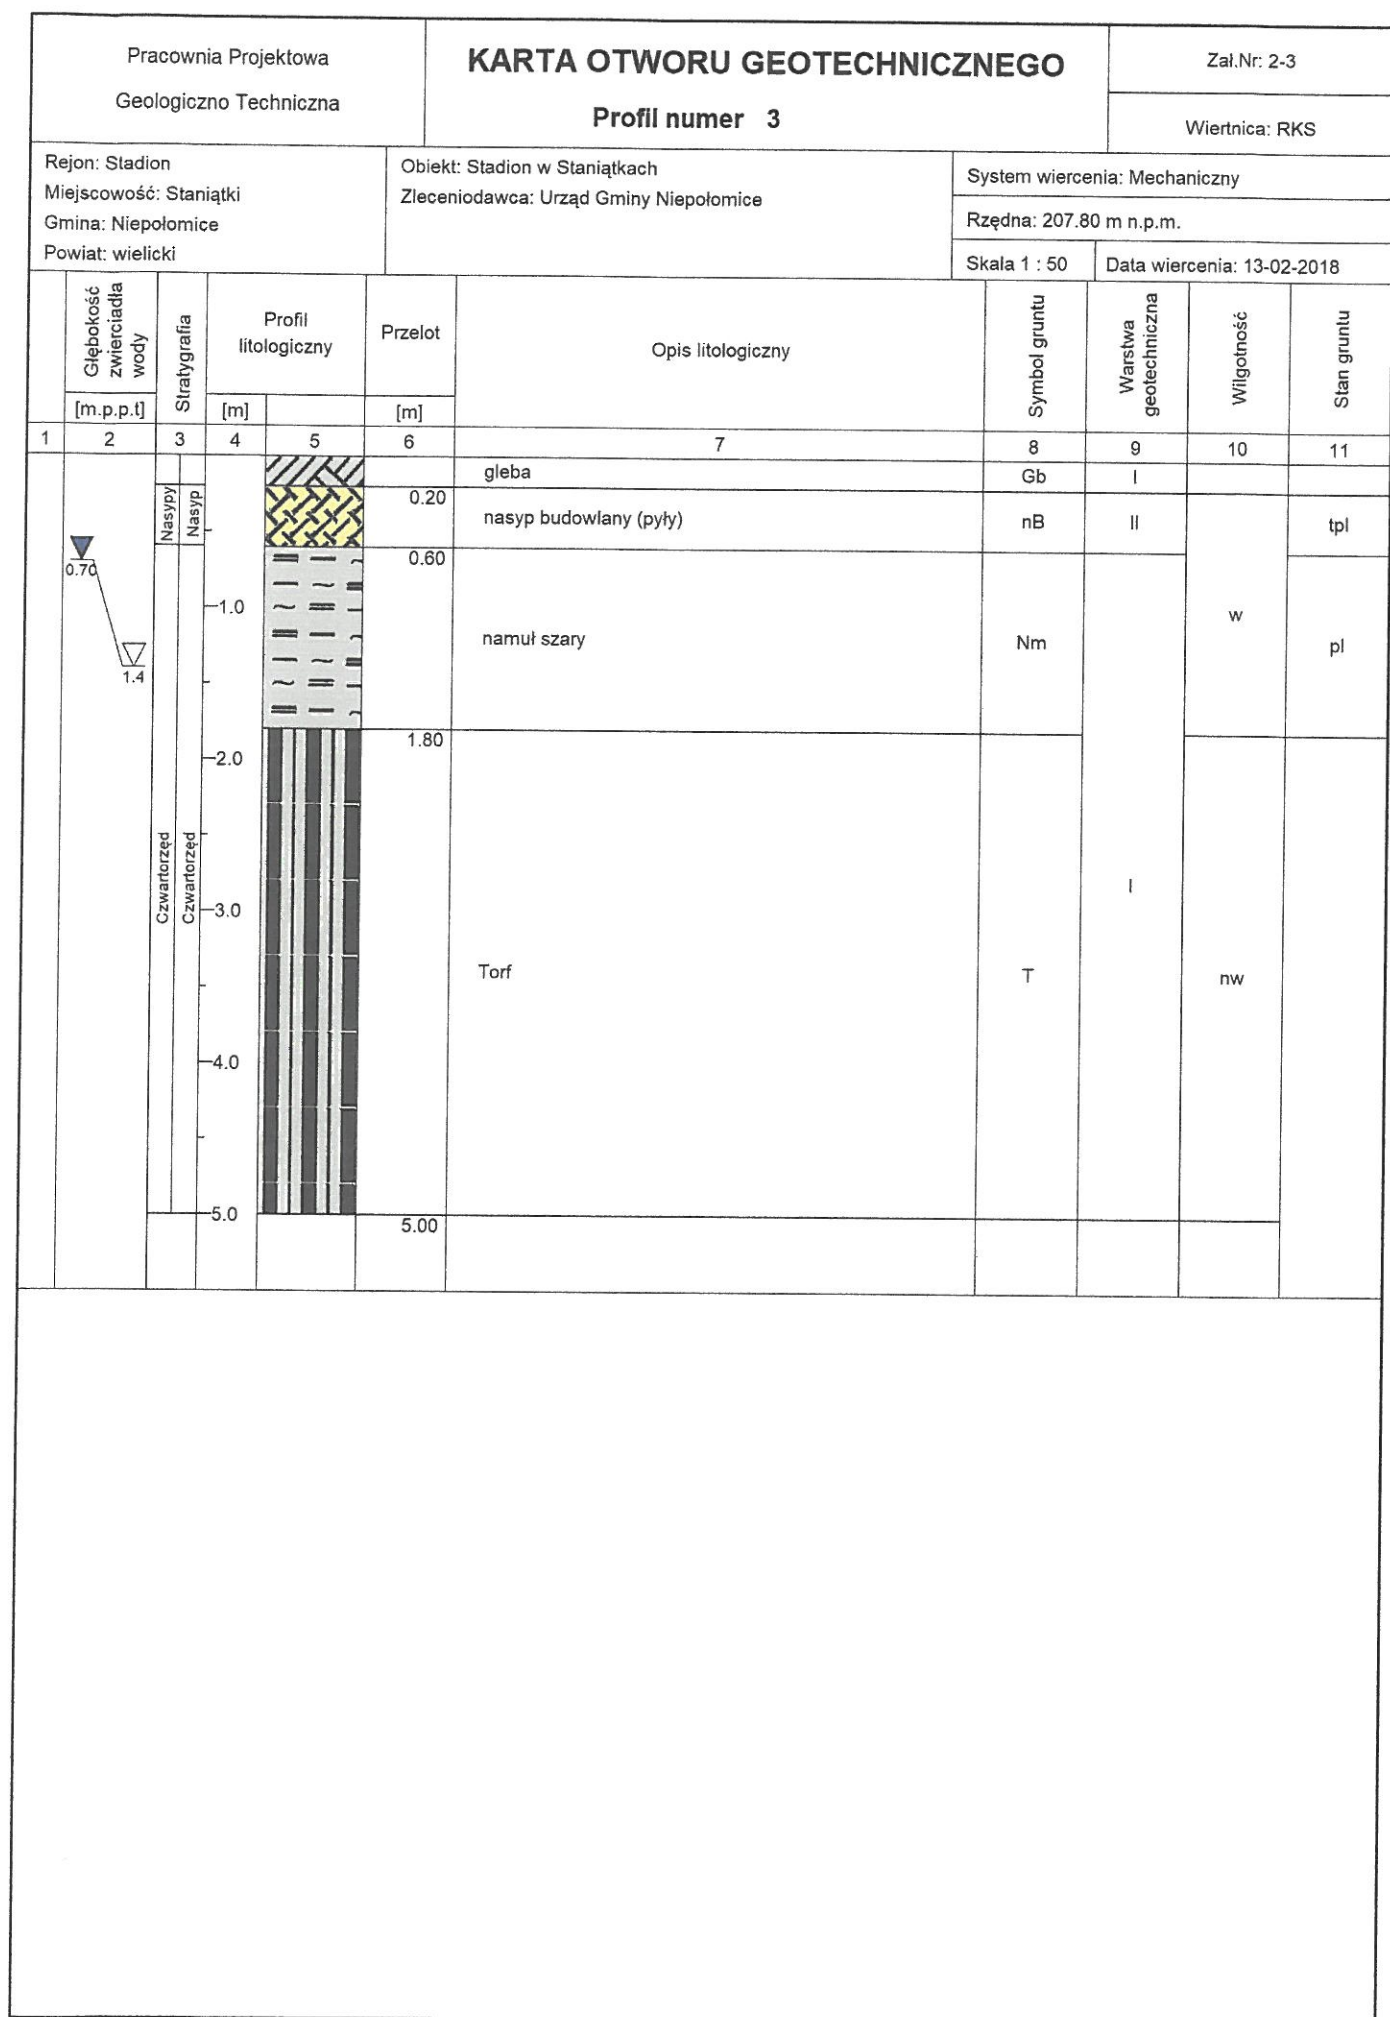 Pracownia Projektowa
Geologiczno Techniczna
KARTA OTWORU GEOTECHNICZNEGO
Profil numer 3
Zał.Nr: 2-3
Wiertnica: RKS
Rejon: Stadion
Miejscowość: Staniątki
Gmina: Niepołomice
Powiat: wielicki
Obiekt: Stadion w Staniątkach
Zleceniodawca: Urząd Gminy Niepołomice
System wiercenia: Mechaniczny
Rzędna: 207.80 m n.p.m.
Skala 1 : 50
Data wiercenia: 13-02-2018
Głębokość
zwierciadła
wody
[m.p.p.t]
Stratygrafia
Profil
litologiczny
[m]
Przelot
[m]
Opis litologiczny
Symbol gruntu
Warstwa
geotechniczna
Wilgotność
Stan gruntu
1 2 3 4 5 6 7 8 9 10 11
gleba Gb I
0.20
Nasypy Nasyp
nasyp budowlany (pyły) nB II tpl
0.60
0.70
1.0
1.4
namuł szary Nm w pl
1.80
2.0
Czwartorzęd Czwartorzęd
3.0
I
Torf T nw
4.0
5.0
5.00